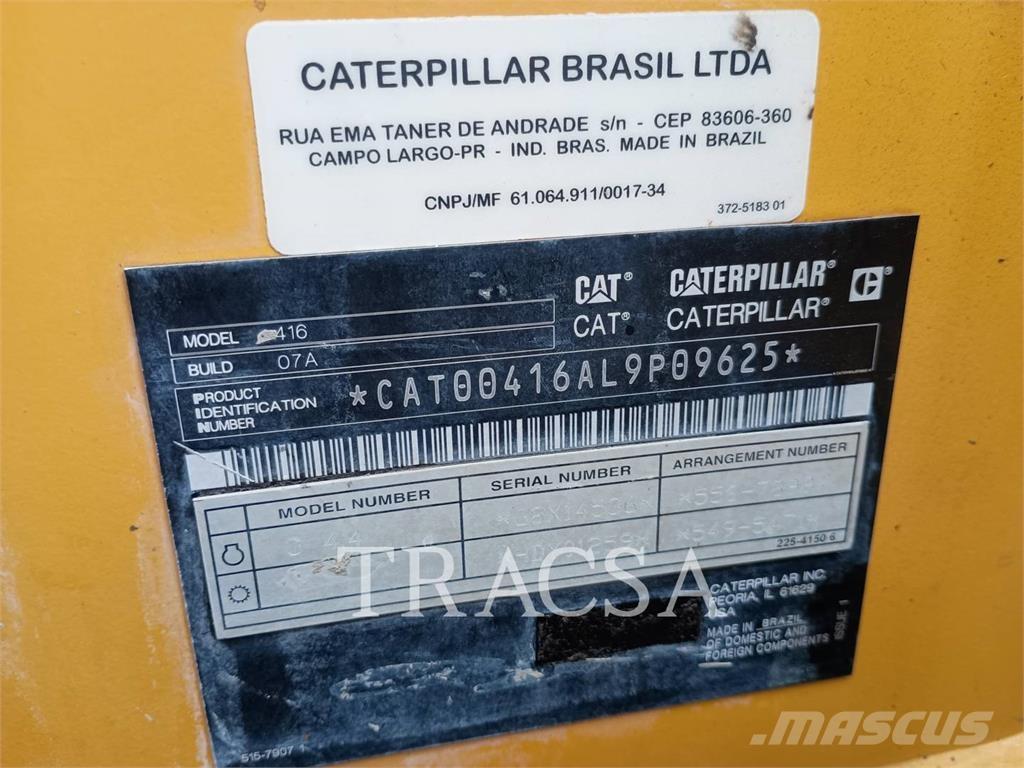 CATERPILLAR BRASIL LTDA
RUA EMA TANER DE ANDRADE s/n - CEP 83606-360
CAMPO LARGO-PR - IND. BRAS. MADE IN BRAZIL
CNPJ/MF 61.064.911/0017-34
372-5183 01
CAT® CATERPILLAR®
CAT® CATERPILLAR®
MODEL 416
BUILD 07A
PRODUCT
IDENTIFICATION
NUMBER
*CAT00416AL9P09625*
MODEL NUMBER SERIAL NUMBER ARRANGEMENT NUMBER
225-4150 6
TRACSA
CATERPILLAR INC.
PEORIA, IL 61629
USA
MADE IN BRAZIL
OF DOMESTIC AND
FOREIGN COMPONENTS
ISSUE 1
515-7907 1
MASCUS